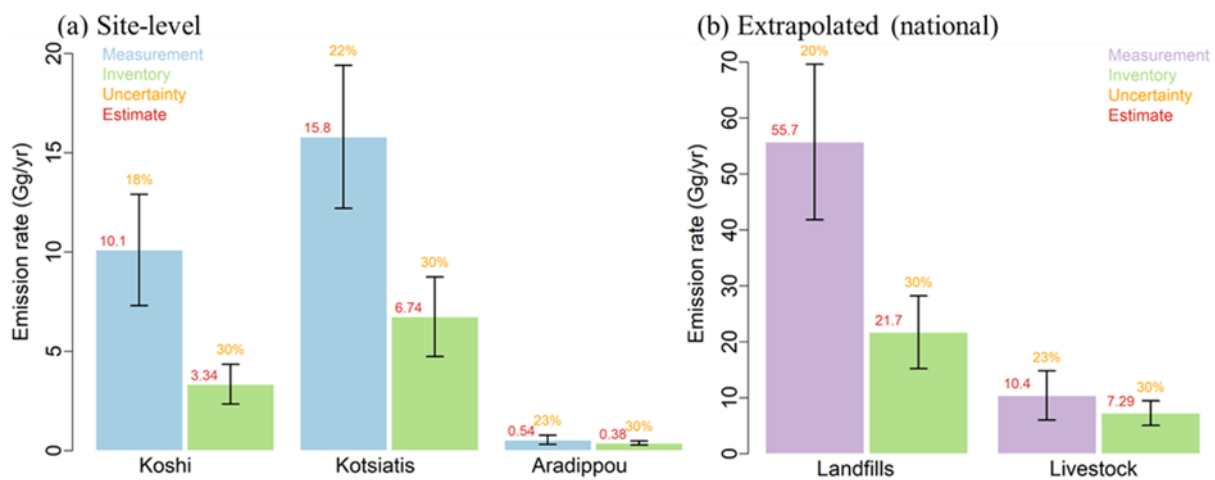 (a) Site-level
Measurement
Inventory
Uncertainty
Estimate
Emission rate (Gg/yr)
20
15
10
5
0
18%
10.1
30%
3.34
22%
15.8
30%
6.74
23%
0.54
30%
0.38
Koshi
Kotsiatis
Aradippou
(b) Extrapolated (national)
Measurement
Inventory
Uncertainty
Estimate
Emission rate (Gg/yr)
70
60
50
40
30
20
10
0
20%
55.7
30%
21.7
23%
10.4
30%
7.29
Landfills
Livestock